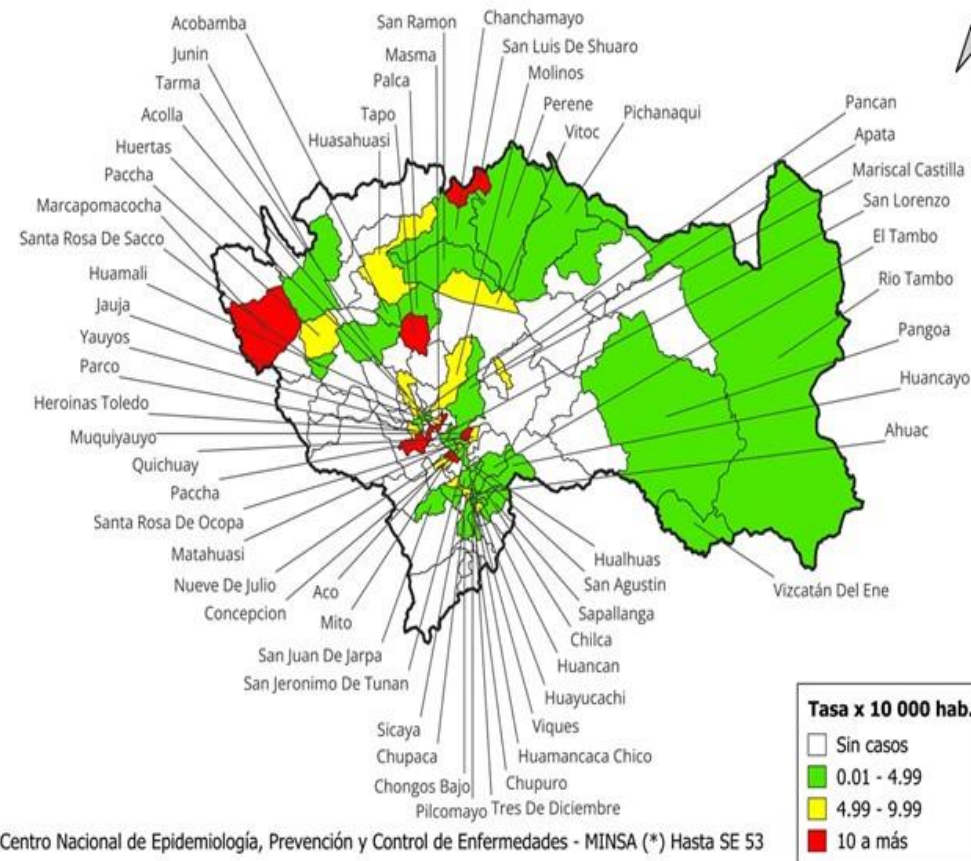 Acobamba
Junin
Tarma
Acolla
Huertas
Paccha
Marcapomacocha
Santa Rosa De Sacco
Huamali
Jauja
Yauyos
Parco
Heroinas Toledo
Muquiyauyo
Quichuay
Paccha
Santa Rosa De Ocopa
Matahuasi
Nueve De Julio
Concepcion
Aco
Mito
San Juan De Jarpa
San Jeronimo De Tunan
Sicaya
Chupaca
Chongos Bajo
Pilcomayo
Tres De Diciembre
Chupuro
Huamancaca Chico
Viques
Huayucachi
Huancan
Chilca
Sapallanga
San Agustin
Hualhuas
Vizcatán Del Ene
San Ramon
Masma
Palca
Tapo
Huasahuasi
Chanchamayo
San Luis De Shuaro
Molinos
Perene
Vitoc
Pichanaqui
Pancan
Apata
Mariscal Castilla
San Lorenzo
El Tambo
Rio Tambo
Pangoa
Huancayo
Ahuac
Tasa x 10 000 hab.
Sin casos
0.01 - 4.99
4.99 - 9.99
10 a más
Centro Nacional de Epidemiología, Prevención y Control de Enfermedades - MINSA (*) Hasta SE 53